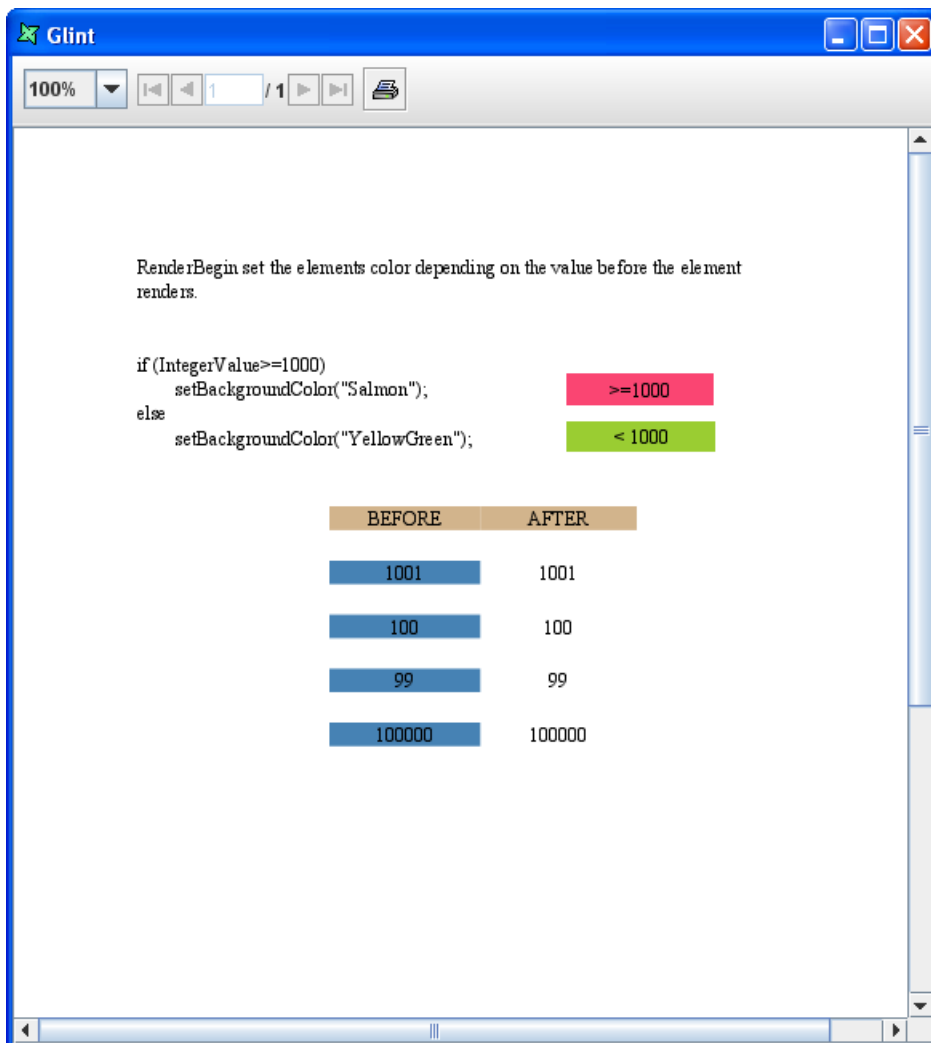 Glint
100% 1 / 1
RenderBegin set the elements color depending on the value before the element
renders.
if (IntegerValue>=1000)
setBackgroundColor("Salmon"); >=1000
else
setBackgroundColor("YellowGreen"); < 1000
BEFORE AFTER
1001 1001
100 100
99 99
100000 100000